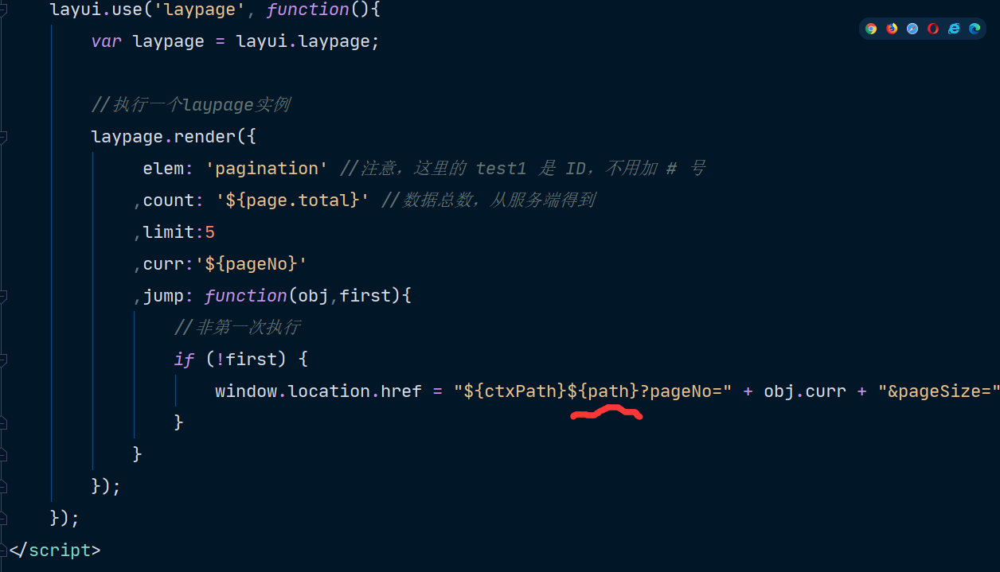 layui.use('laypage', function(){
var laypage = layui.laypage;
//执行一个laypage实例
laypage.render({
elem: 'pagination' //注意，这里的 test1 是 ID，不用加 # 号
,count: '${page.total}' //数据总数，从服务端得到
,limit:5
,curr:'${pageNo}'
,jump: function(obj,first){
//非第一次执行
if (!first) {
window.location.href = "${ctxPath}${path}?pageNo=" + obj.curr + "&pageSize="
}
}
});
});
</script>